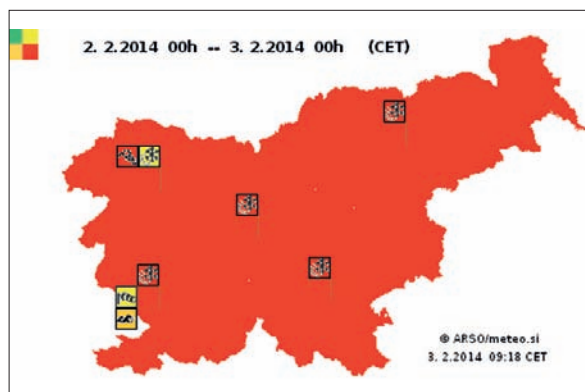 2. 2.2014 00h -- 3. 2.2014 00h (CET)
© ARSO/meteo.si
3. 2.2014 09:18 CET